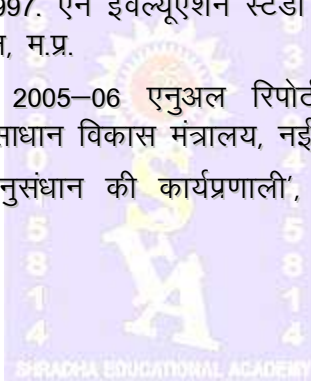 997. एन इवेल्यूएशन स्टडी
न, म.प्र.
2005–06 एनुअल रिपोर्ट
साधान विकास मंत्रालय, नई
नुसंधान की कार्यप्रणाली',
SHRADHA EDUCATIONAL ACADEMY